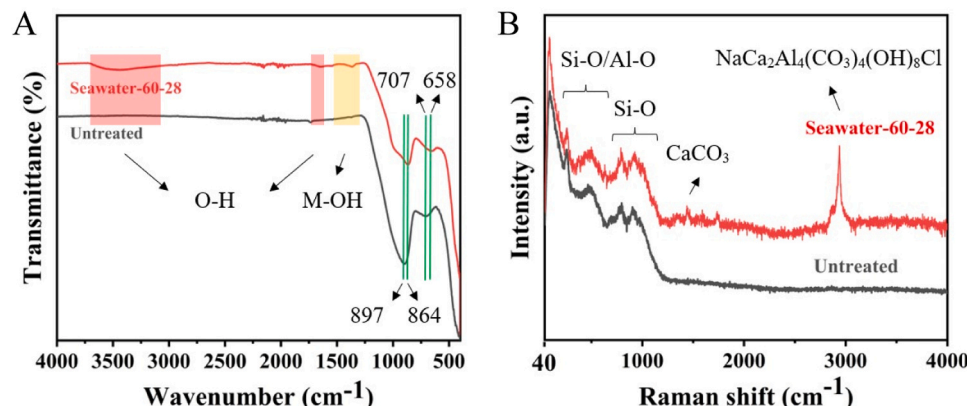 A
Transmittance (%)
707
658
Seawater-60-28
Untreated
O-H
M-OH
897
864
4000 3500 3000 2500 2000 1500 1000 500
Wavenumber (cm⁻¹)
B
Intensity (a.u.)
Si-O/Al-O
NaCa₂Al₄(CO₃)₄(OH)₈Cl
Si-O
Seawater-60-28
CaCO₃
Untreated
40 1000 2000 3000 4000
Raman shift (cm⁻¹)